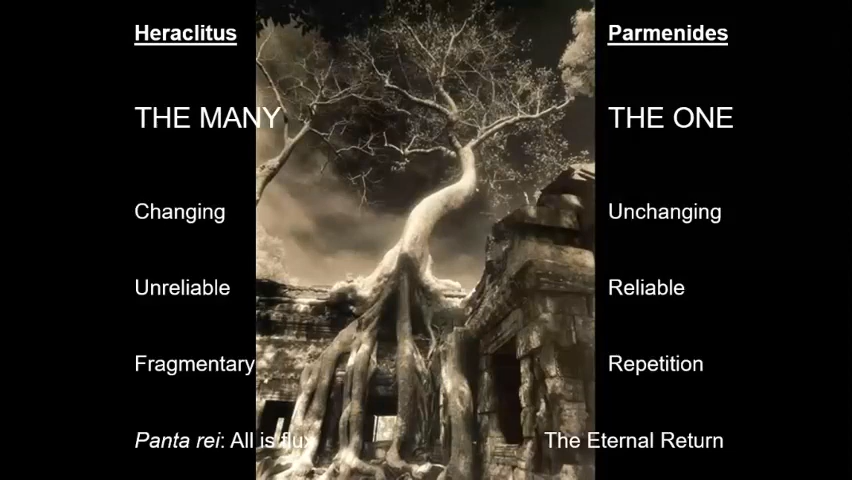 Heraclitus
Parmenides
THE MANY
THE ONE
Changing
Unchanging
Unreliable
Reliable
Fragmentary
Repetition
Panta rei: All is flux
The Eternal Return